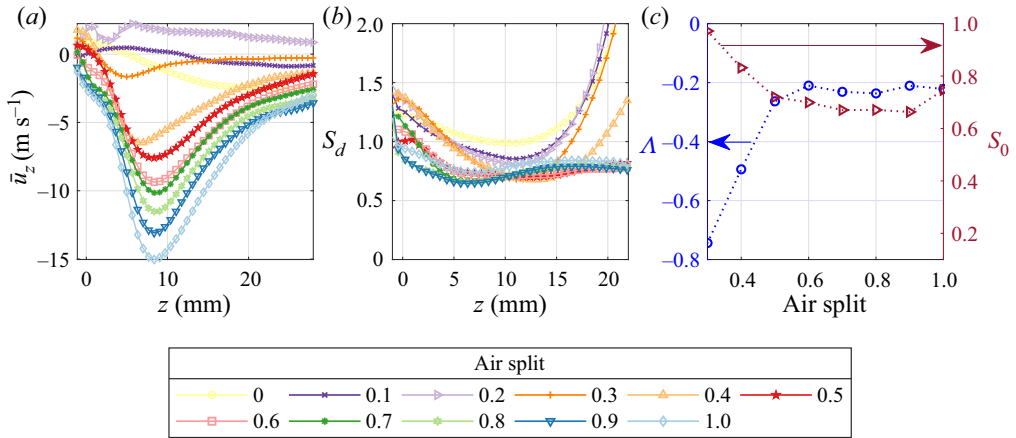 (a)
(b)
(c)
0
–5
–10
–15
ū_z (m s⁻¹)
0 10 20
z (mm)
2.0
1.5
S_d 1.0
0.5
0
0 5 10 15 20
z (mm)
0
–0.2
Λ –0.4
–0.6
–0.8
1.0
0.8
0.6 S_0
0.4
0.2
0.4 0.6 0.8 1.0
Air split
Air split
0 0.1 0.2 0.3 0.4 0.5
0.6 0.7 0.8 0.9 1.0